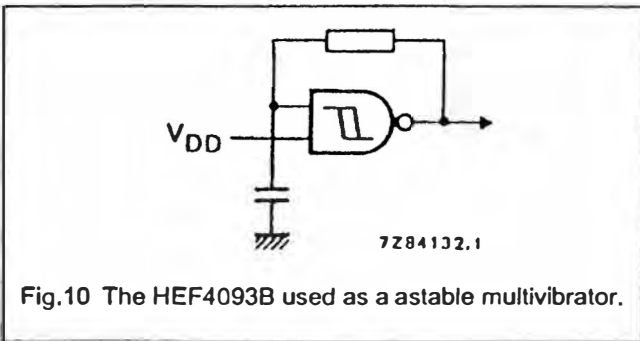 VDD
7Z84132.1
Fig.10 The HEF4093B used as a astable multivibrator.